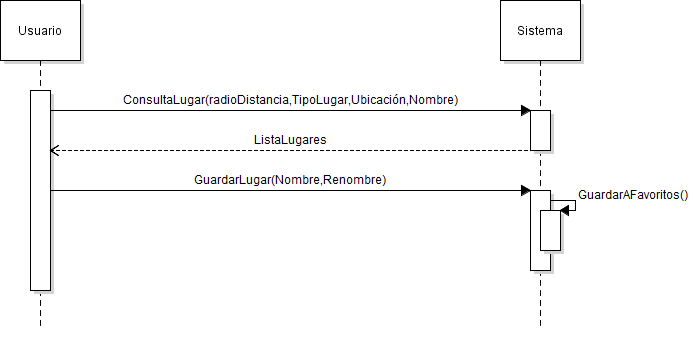 Usuario
Sistema
ConsultaLugar(radioDistancia,TipoLugar,Ubicación,Nombre)
ListaLugares
GuardarLugar(Nombre,Renombre)
GuardarAFavoritos()